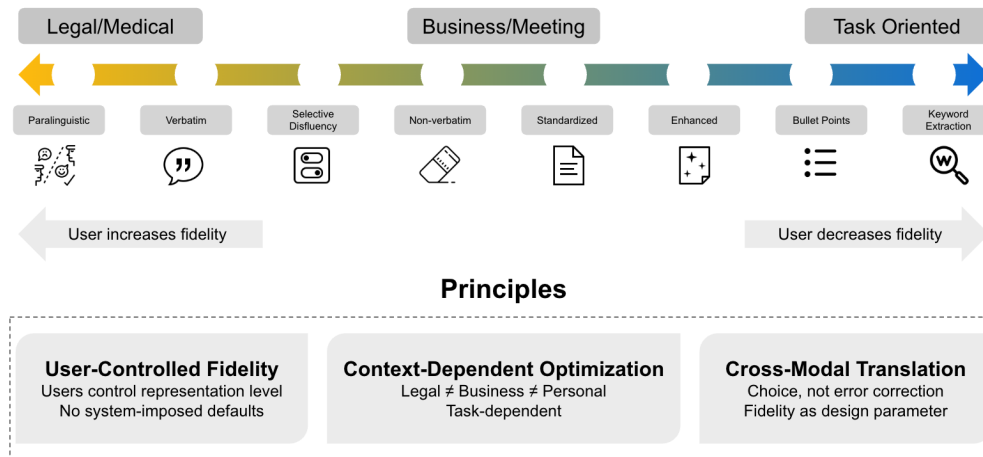 Legal/Medical
Business/Meeting
Task Oriented
Paralinguistic
Verbatim
Selective
Disfluency
Non-verbatim
Standardized
Enhanced
Bullet Points
Keyword
Extraction
W
User increases fidelity
User decreases fidelity
Principles
User-Controlled Fidelity
Users control representation level
No system-imposed defaults
Context-Dependent Optimization
Legal ≠ Business ≠ Personal
Task-dependent
Cross-Modal Translation
Choice, not error correction
Fidelity as design parameter